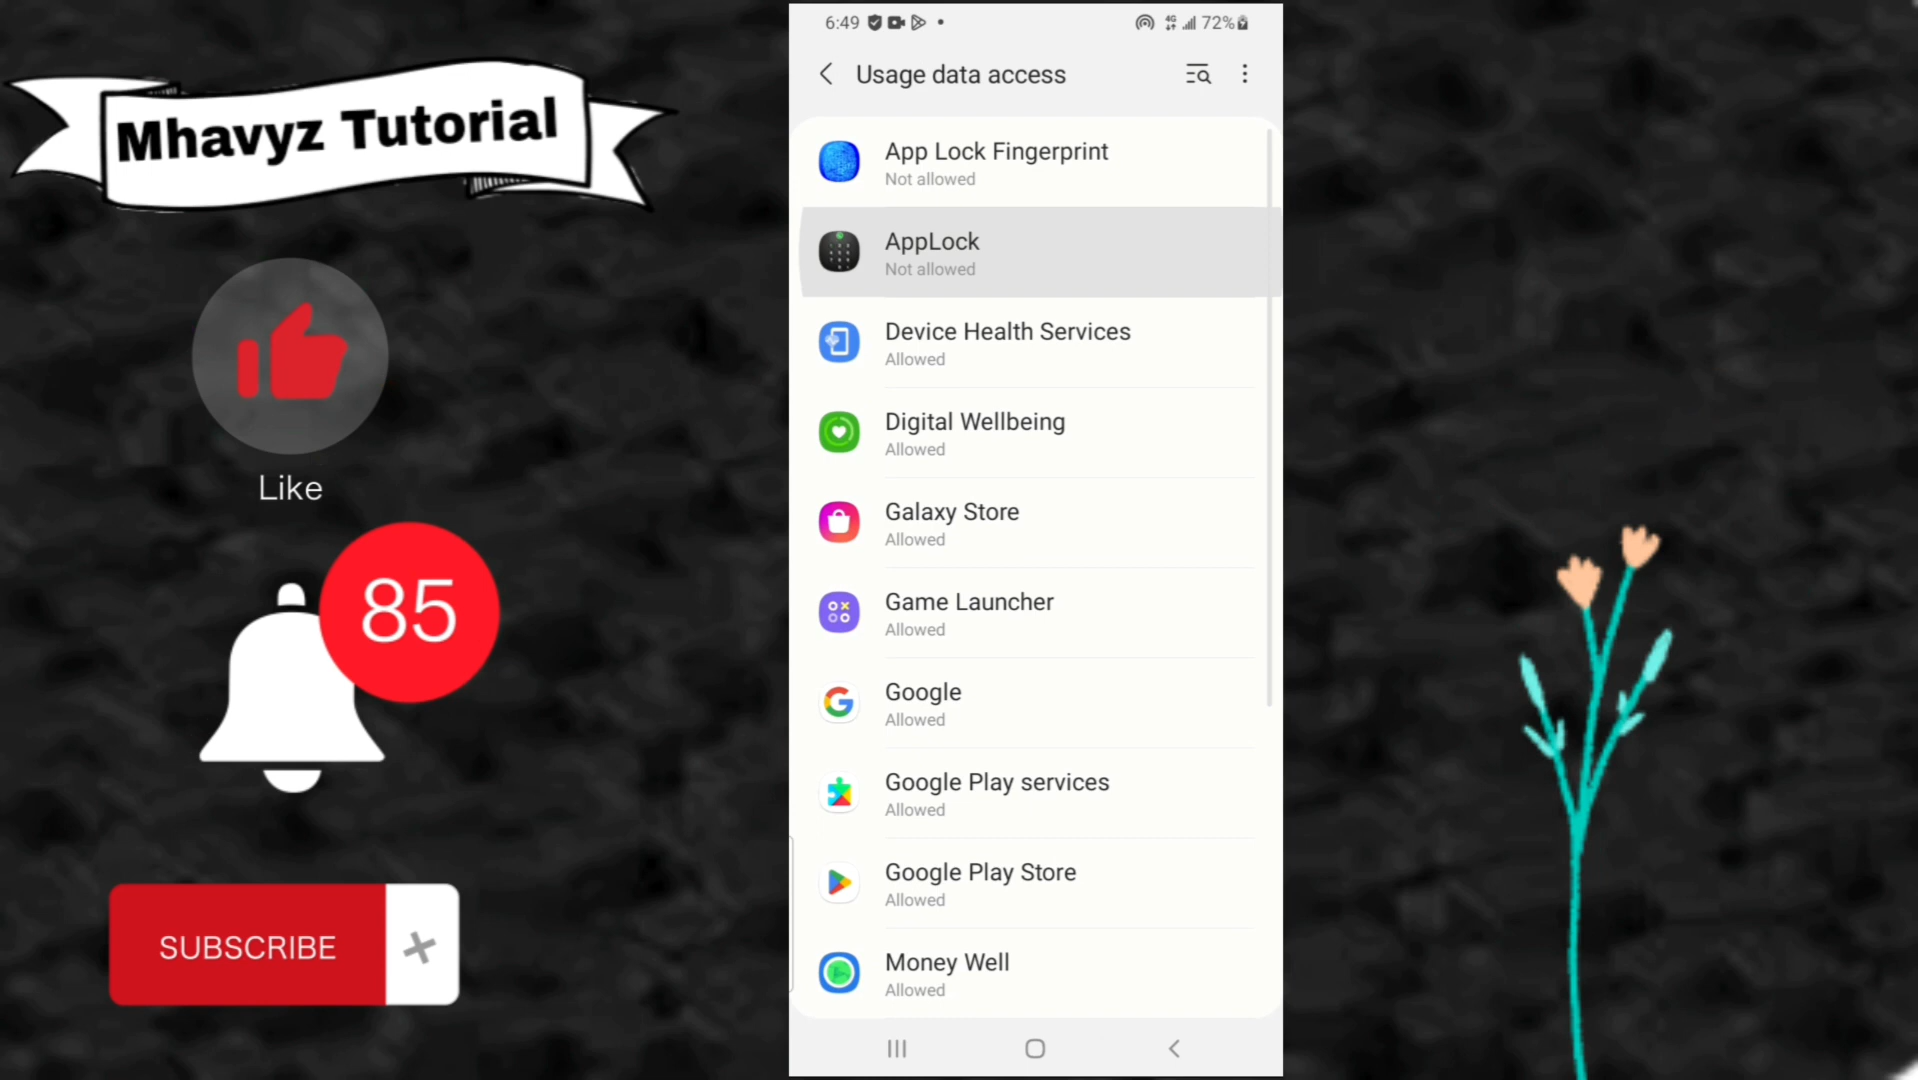 Mhavyz Tutorial
Like
85
SUBSCRIBE
6:49
4G
72%
Usage data access
App Lock Fingerprint
Not allowed
AppLock
Not allowed
Device Health Services
Allowed
Digital Wellbeing
Allowed
Galaxy Store
Allowed
Game Launcher
Allowed
Google
Allowed
Google Play services
Allowed
Google Play Store
Allowed
Money Well
Allowed